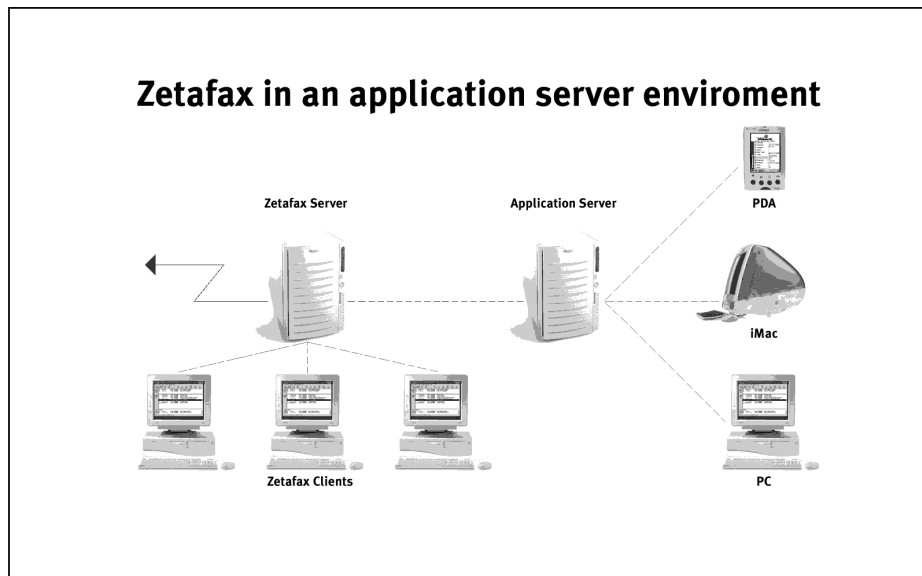 Zetafax in an application server enviroment
Zetafax Server
Application Server
PDA
iMac
Zetafax Clients
PC